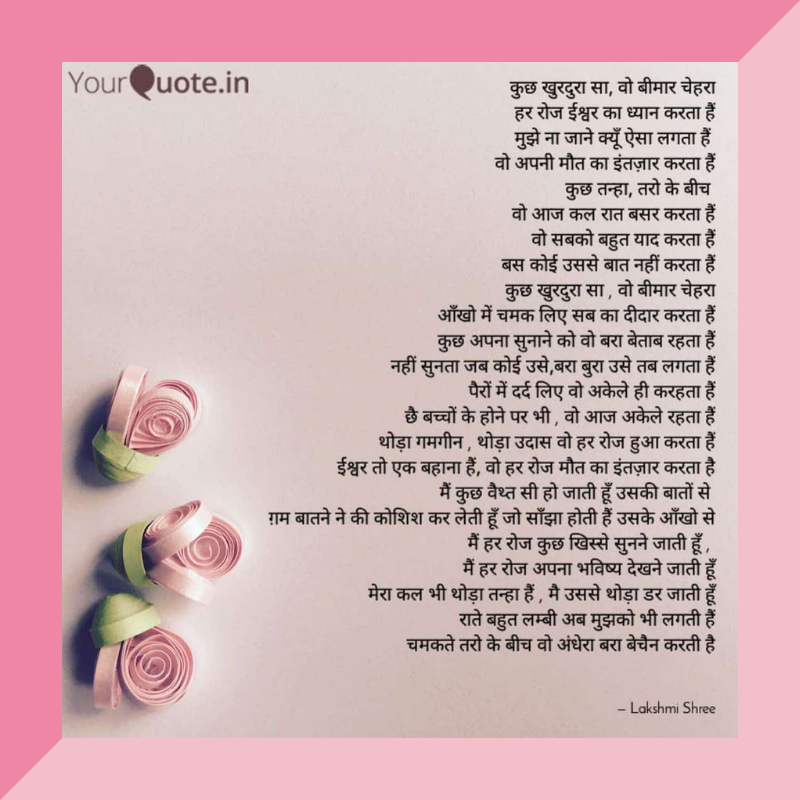 YourQuote.in
कुछ खुरदुरा सा, वो बीमार चेहरा
हर रोज ईश्वर का ध्यान करता हैं
मुझे ना जाने क्यूँ ऐसा लगता हैं
वो अपनी मौत का इंतज़ार करता हैं
कुछ तन्हा, तरो के बीच
वो आज कल रात बसर करता हैं
वो सबको बहुत याद करता हैं
बस कोई उससे बात नहीं करता हैं
कुछ खुरदुरा सा , वो बीमार चेहरा
आँखो में चमक लिए सब का दीदार करता हैं
कुछ अपना सुनाने को वो बरा बेताब रहता हैं
नहीं सुनता जब कोई उसे,बरा बुरा उसे तब लगता हैं
पैरों में दर्द लिए वो अकेले ही करहता हैं
छै बच्चों के होने पर भी , वो आज अकेले रहता हैं
थोड़ा गमगीन , थोड़ा उदास वो हर रोज हुआ करता हैं
ईश्वर तो एक बहाना हैं, वो हर रोज मौत का इंतज़ार करता है
मैं कुछ वैथ्त सी हो जाती हूँ उसकी बातों से
ग़म बातने ने की कोशिश कर लेती हूँ जो साँझा होती हैं उसके आँखो से
मैं हर रोज कुछ खिस्से सुनने जाती हूँ ,
मैं हर रोज अपना भविष्य देखने जाती हूँ
मेरा कल भी थोड़ा तन्हा हैं , मै उससे थोड़ा डर जाती हूँ
राते बहुत लम्बी अब मुझको भी लगती हैं
चमकते तरो के बीच वो अंधेरा बरा बेचैन करती है
– Lakshmi Shree